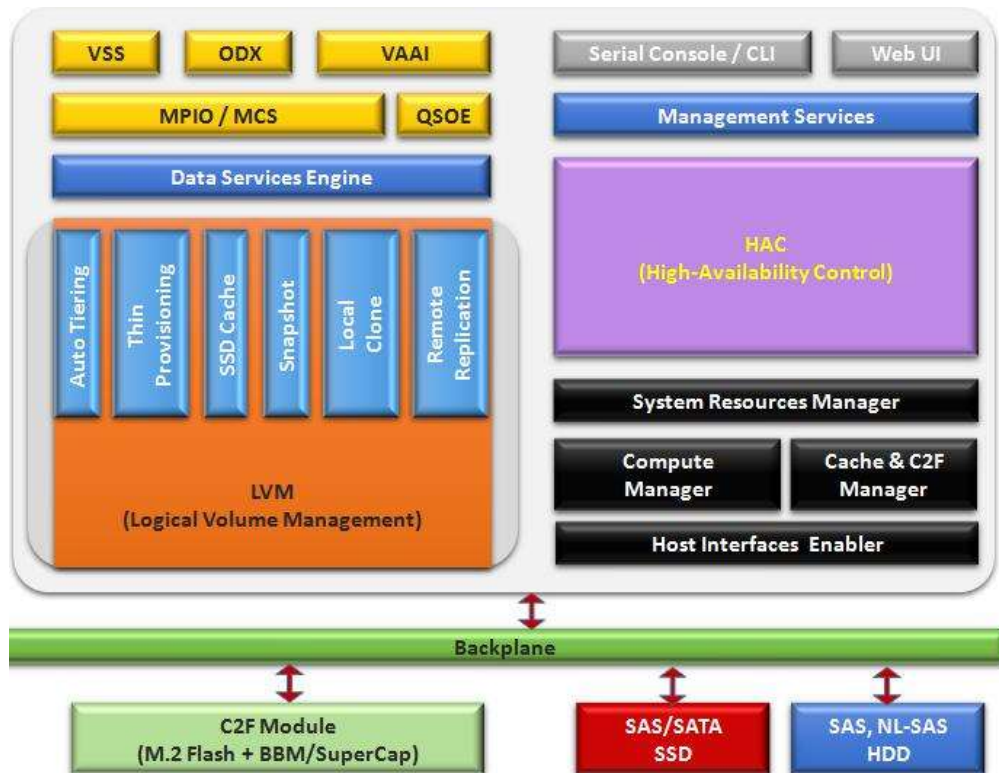 VSS
ODX
VAAI
MPIO / MCS
QSOE
Data Services Engine
Auto Tiering
Thin
Provisioning
SSD Cache
Snapshot
Local
Clone
Remote
Replication
LVM
(Logical Volume Management)
Serial Console / CLI
Web UI
Management Services
HAC
(High-Availability Control)
System Resources Manager
Compute
Manager
Cache & C2F
Manager
Host Interfaces Enabler
Backplane
C2F Module
(M.2 Flash + BBM/SuperCap)
SAS/SATA
SSD
SAS, NL-SAS
HDD